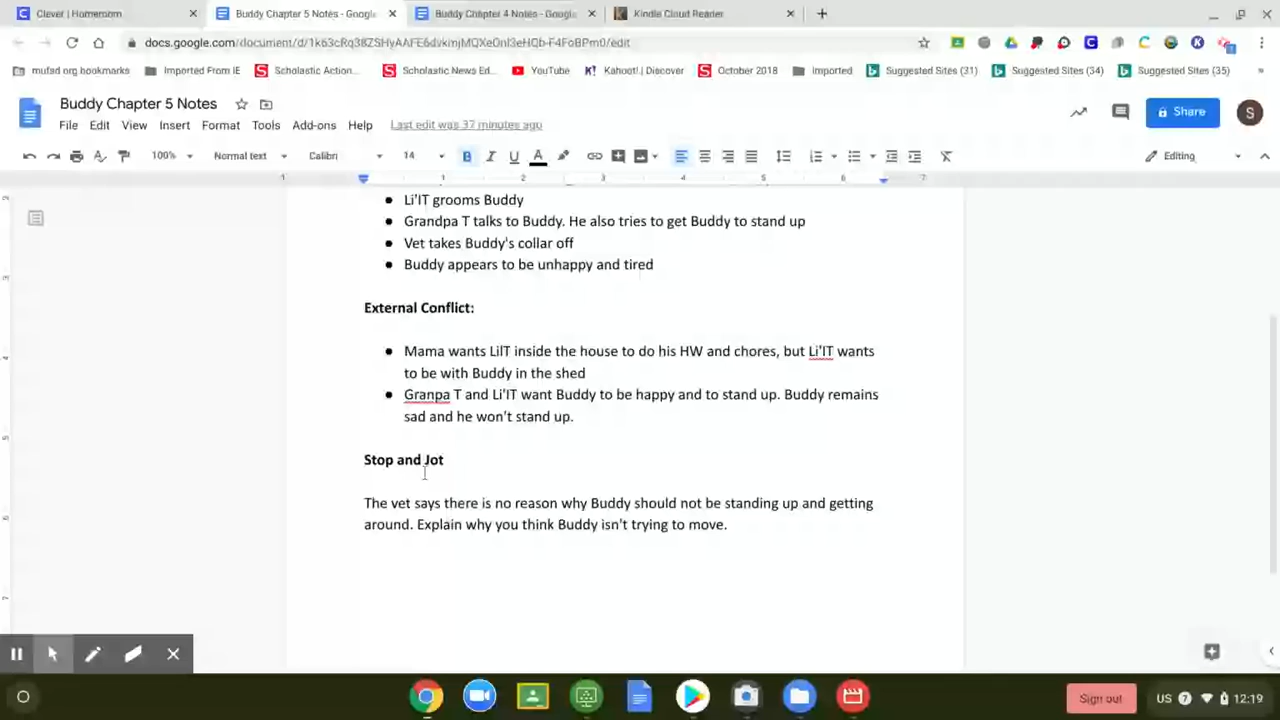 Clever | Homeroom
Buddy Chapter 5 Notes - Google
Buddy Chapter 4 Notes - Google
Kindle Cloud Reader
mufsd.org bookmarks
Imported From IE
Scholastic Action...
Scholastic News Ed...
YouTube
Kahoot! | Discover
October 2018
Imported
Suggested Sites (31)
Suggested Sites (34)
Suggested Sites (35)
Buddy Chapter 5 Notes
Share
S
File Edit View Insert Format Tools Add-ons Help Last edit was 37 minutes ago
100% Normal text Calibri 14 B I U A Editing
1 1 2 3 4 5 6 7
Li'lT grooms Buddy
Grandpa T talks to Buddy. He also tries to get Buddy to stand up
Vet takes Buddy's collar off
Buddy appears to be unhappy and tired
External Conflict:
Mama wants LilT inside the house to do his HW and chores, but Li'lT wants
to be with Buddy in the shed
Granpa T and Li'lT want Buddy to be happy and to stand up. Buddy remains
sad and he won't stand up.
Stop and Jot
The vet says there is no reason why Buddy should not be standing up and getting
around. Explain why you think Buddy isn't trying to move.
Sign out
US
12:19